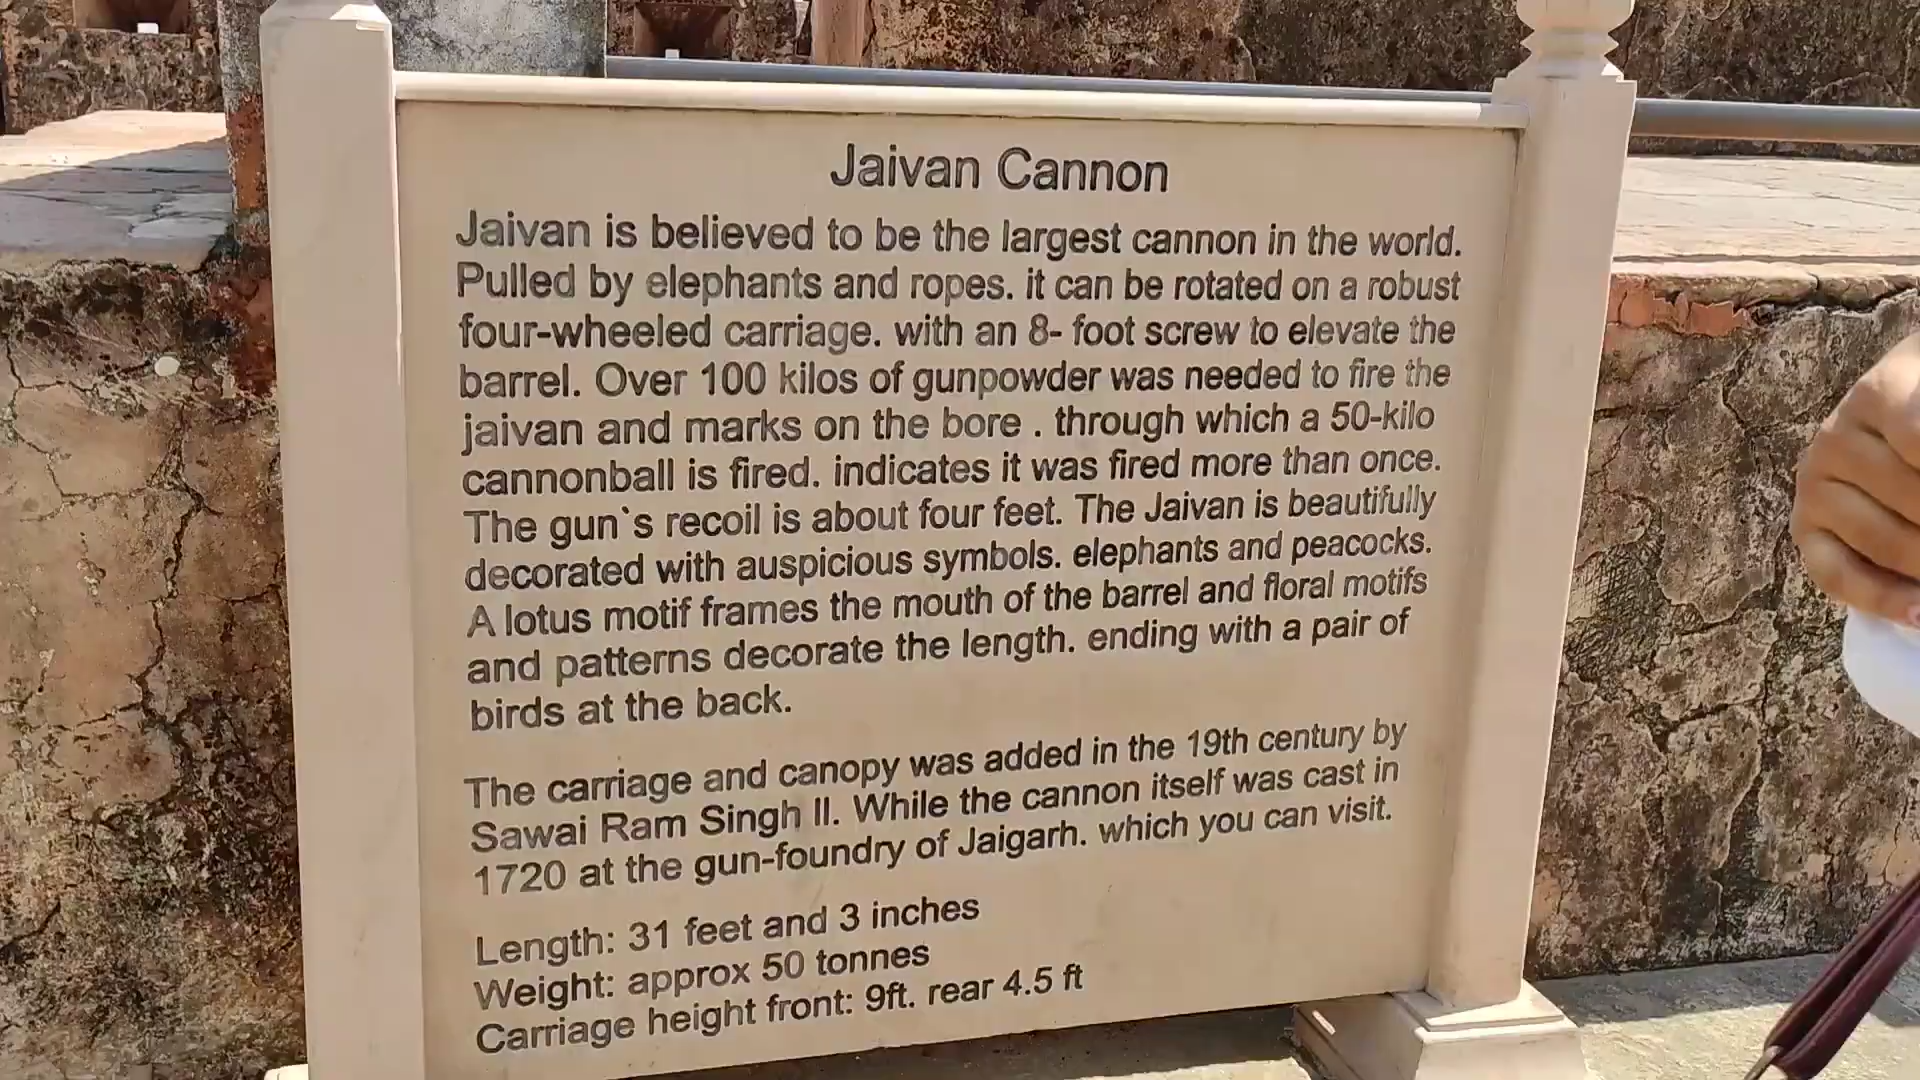 Jaivan Cannon
Jaivan is believed to be the largest cannon in the world.
Pulled by elephants and ropes. it can be rotated on a robust
four-wheeled carriage. with an 8- foot screw to elevate the
barrel. Over 100 kilos of gunpowder was needed to fire the
jaivan and marks on the bore . through which a 50-kilo
cannonball is fired. indicates it was fired more than once.
The gun`s recoil is about four feet. The Jaivan is beautifully
decorated with auspicious symbols. elephants and peacocks.
A lotus motif frames the mouth of the barrel and floral motifs
and patterns decorate the length. ending with a pair of
birds at the back.
The carriage and canopy was added in the 19th century by
Sawai Ram Singh II. While the cannon itself was cast in
1720 at the gun-foundry of Jaigarh. which you can visit.
Length: 31 feet and 3 inches
Weight: approx 50 tonnes
Carriage height front: 9ft. rear 4.5 ft